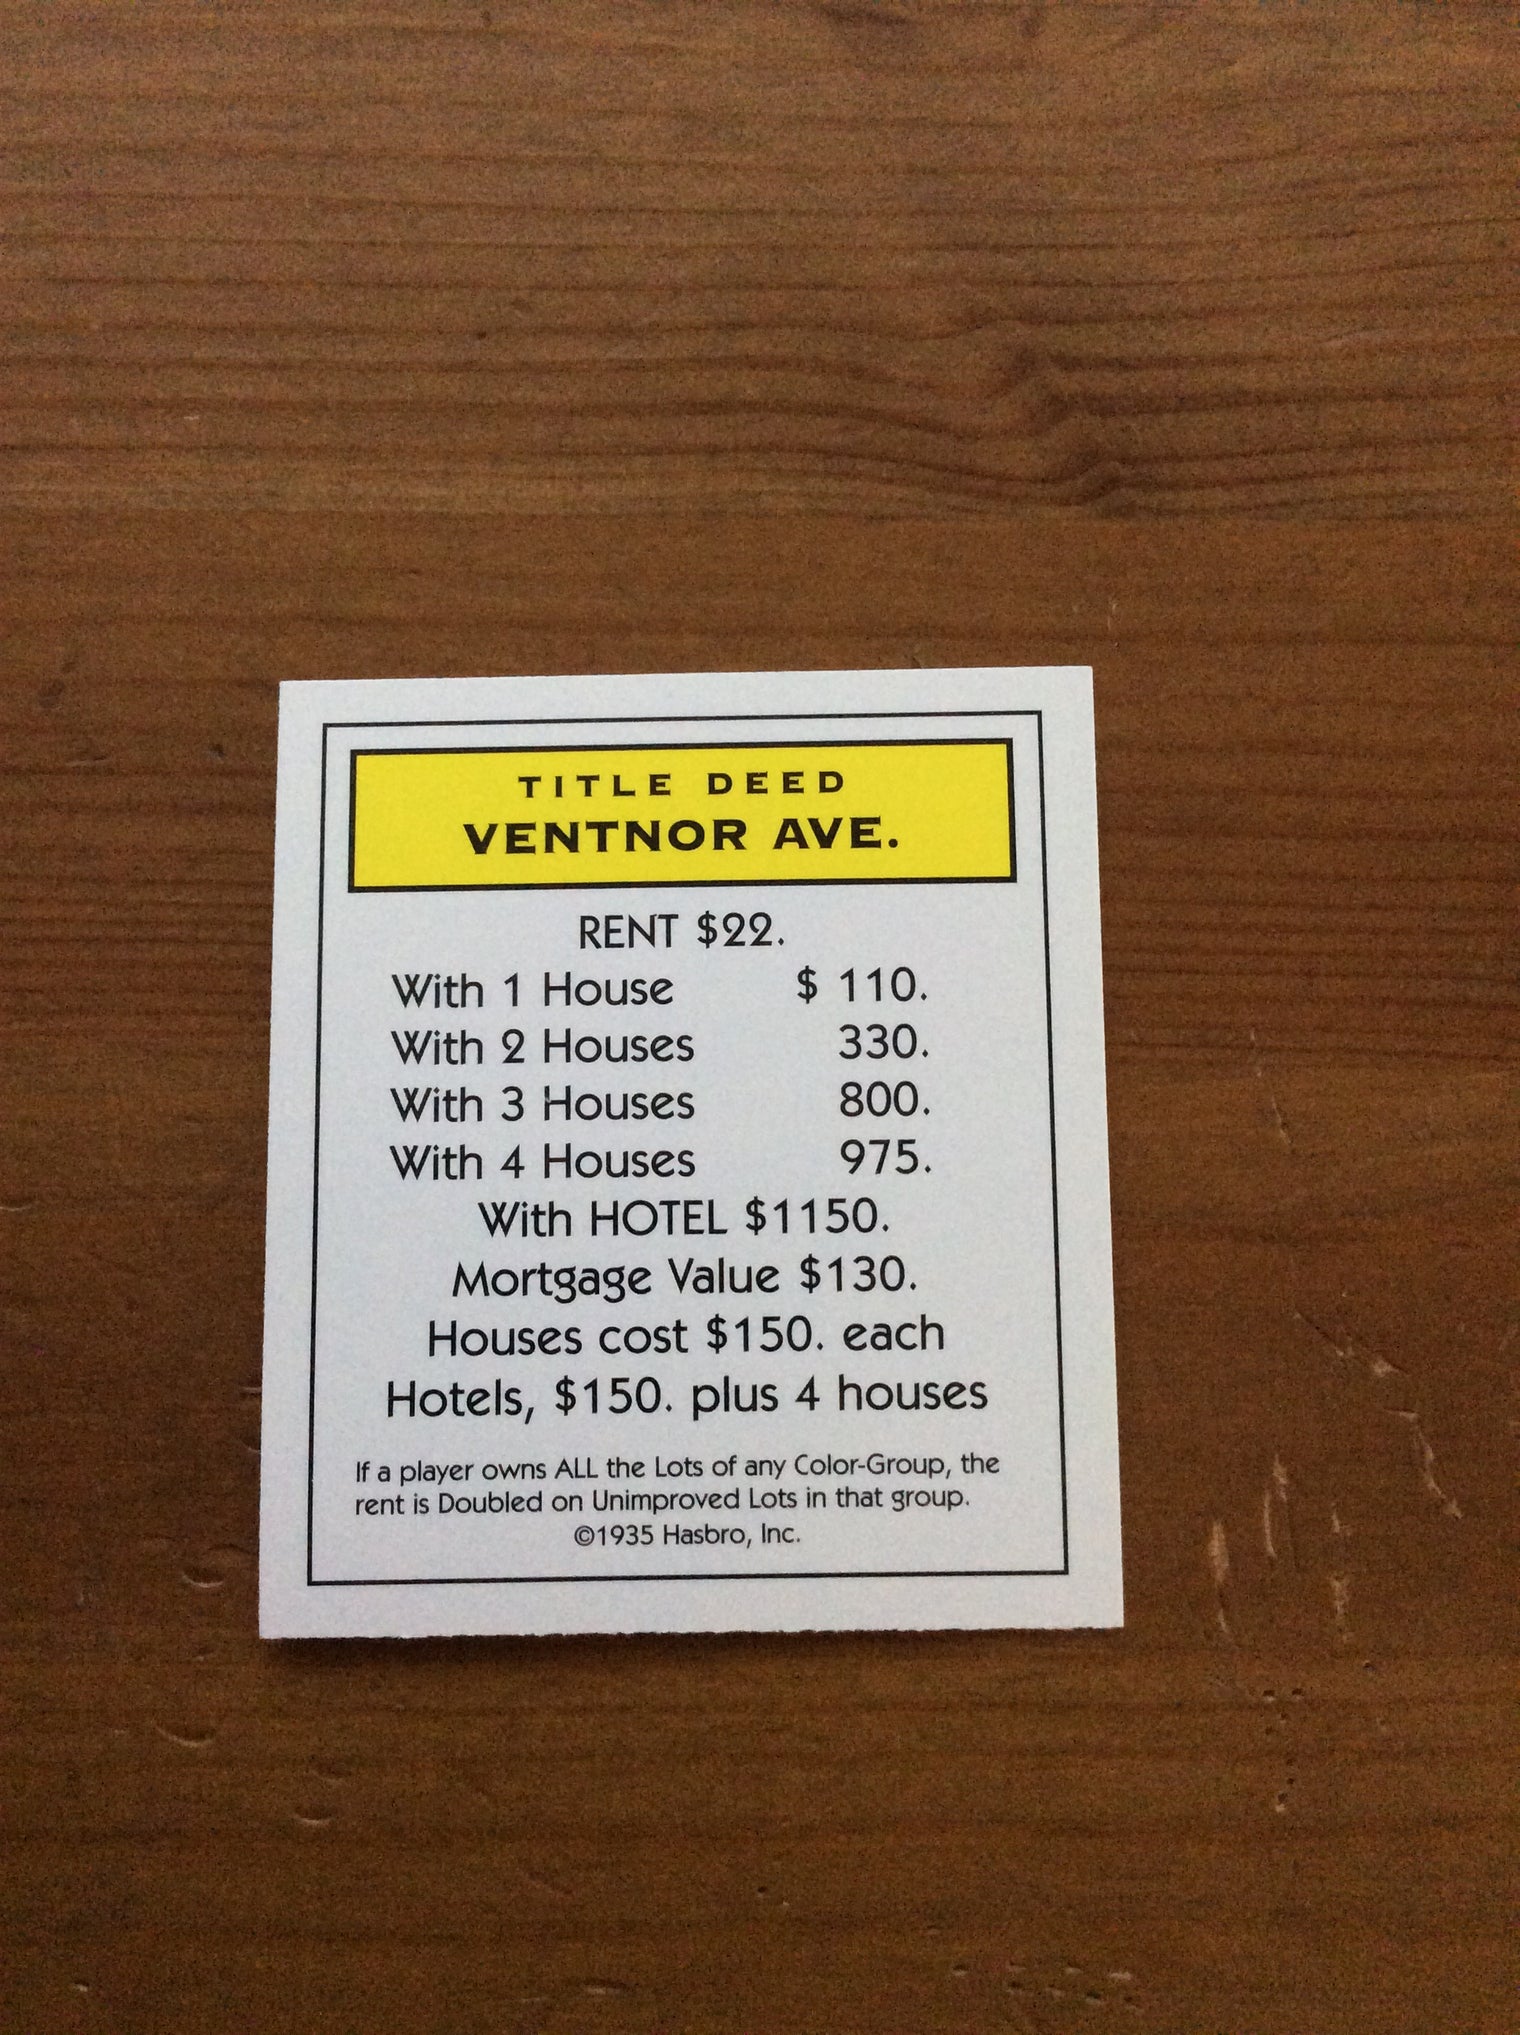 TITLE DEED
VENTNOR AVE.
RENT $22.
With 1 House $ 110.
With 2 Houses 330.
With 3 Houses 800.
With 4 Houses 975.
With HOTEL $1150.
Mortgage Value $130.
Houses cost $150. each
Hotels, $150. plus 4 houses
If a player owns ALL the Lots of any Color-Group, the
rent is Doubled on Unimproved Lots in that group.
©1935 Hasbro, Inc.